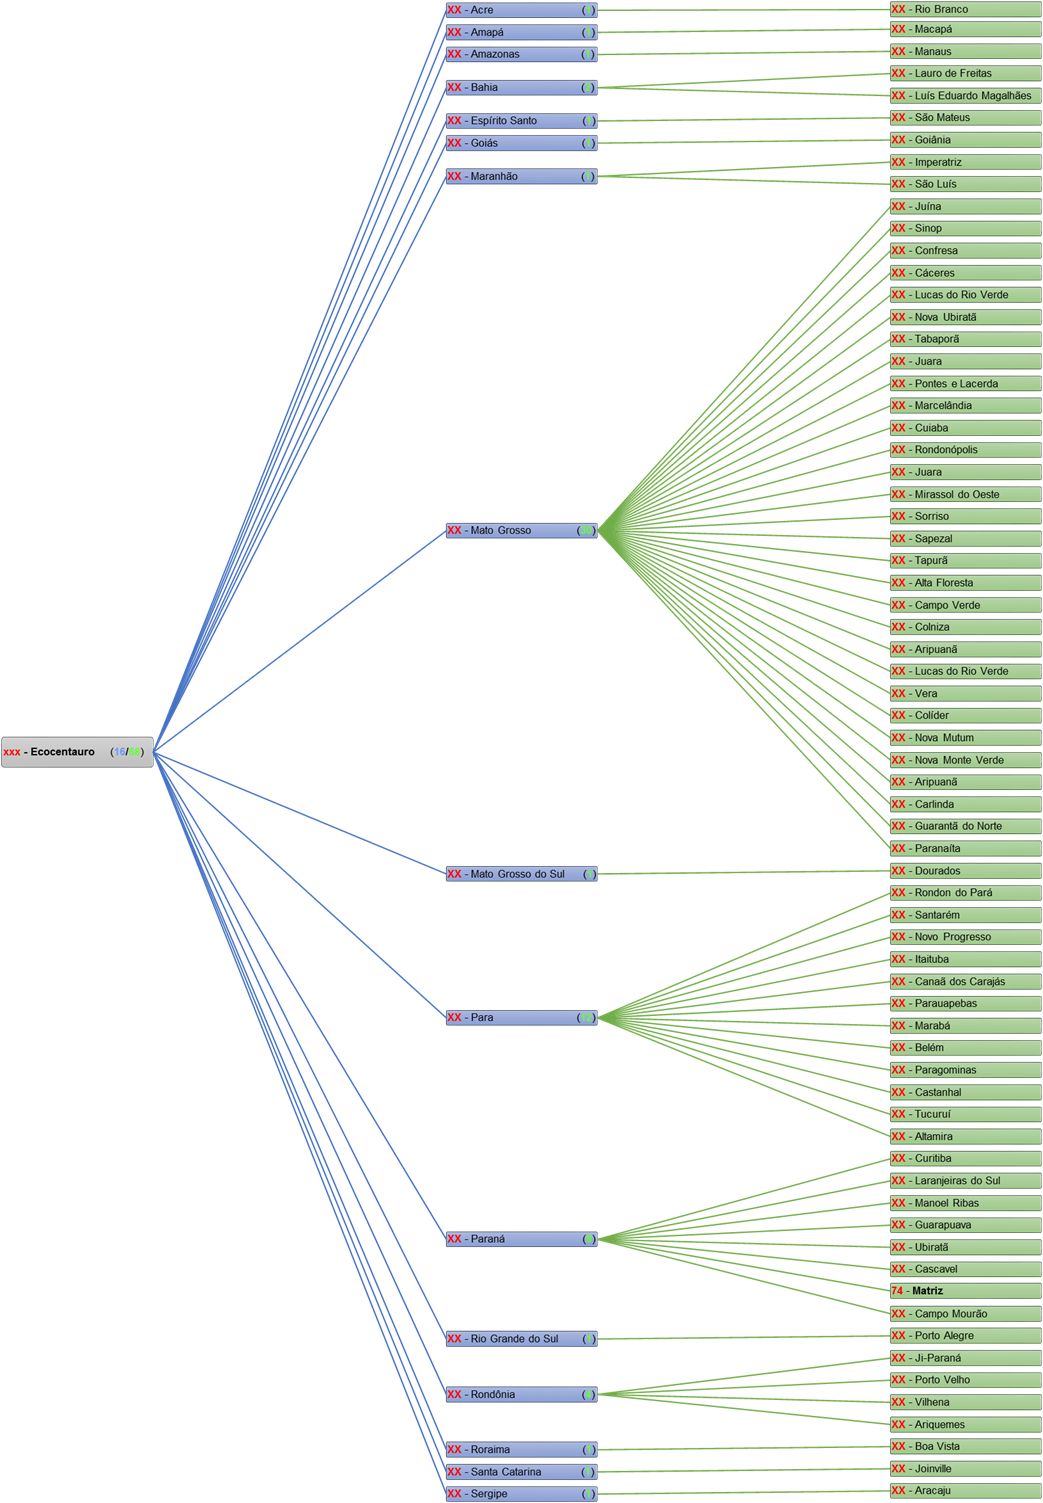 xxx - Ecocentauro (16/68)
XX - Acre
XX - Amapá
XX - Amazonas
XX - Bahia
XX - Espírito Santo
XX - Goiás
XX - Maranhão
XX - Mato Grosso
XX - Mato Grosso do Sul
XX - Para
XX - Paraná
XX - Rio Grande do Sul
XX - Rondônia
XX - Roraima
XX - Santa Catarina
XX - Sergipe
XX - Rio Branco
XX - Macapá
XX - Manaus
XX - Lauro de Freitas
XX - Luís Eduardo Magalhães
XX - São Mateus
XX - Goiânia
XX - Imperatriz
XX - São Luís
XX - Juína
XX - Sinop
XX - Confresa
XX - Cáceres
XX - Lucas do Rio Verde
XX - Nova Ubiratã
XX - Tabaporã
XX - Juara
XX - Pontes e Lacerda
XX - Marcelândia
XX - Cuiaba
XX - Rondonópolis
XX - Juara
XX - Mirassol do Oeste
XX - Sorriso
XX - Sapezal
XX - Tapurã
XX - Alta Floresta
XX - Campo Verde
XX - Colniza
XX - Aripuanã
XX - Lucas do Rio Verde
XX - Vera
XX - Colíder
XX - Nova Mutum
XX - Nova Monte Verde
XX - Aripuanã
XX - Carlinda
XX - Guarantã do Norte
XX - Paranaíta
XX - Dourados
XX - Rondon do Pará
XX - Santarém
XX - Novo Progresso
XX - Itaituba
XX - Canaã dos Carajás
XX - Parauapebas
XX - Marabá
XX - Belém
XX - Paragominas
XX - Castanhal
XX - Tucuruí
XX - Altamira
XX - Curitiba
XX - Laranjeiras do Sul
XX - Manoel Ribas
XX - Guarapuava
XX - Ubiratã
XX - Cascavel
74 - Matriz
XX - Campo Mourão
XX - Porto Alegre
XX - Ji-Paraná
XX - Porto Velho
XX - Vilhena
XX - Ariquemes
XX - Boa Vista
XX - Joinville
XX - Aracaju